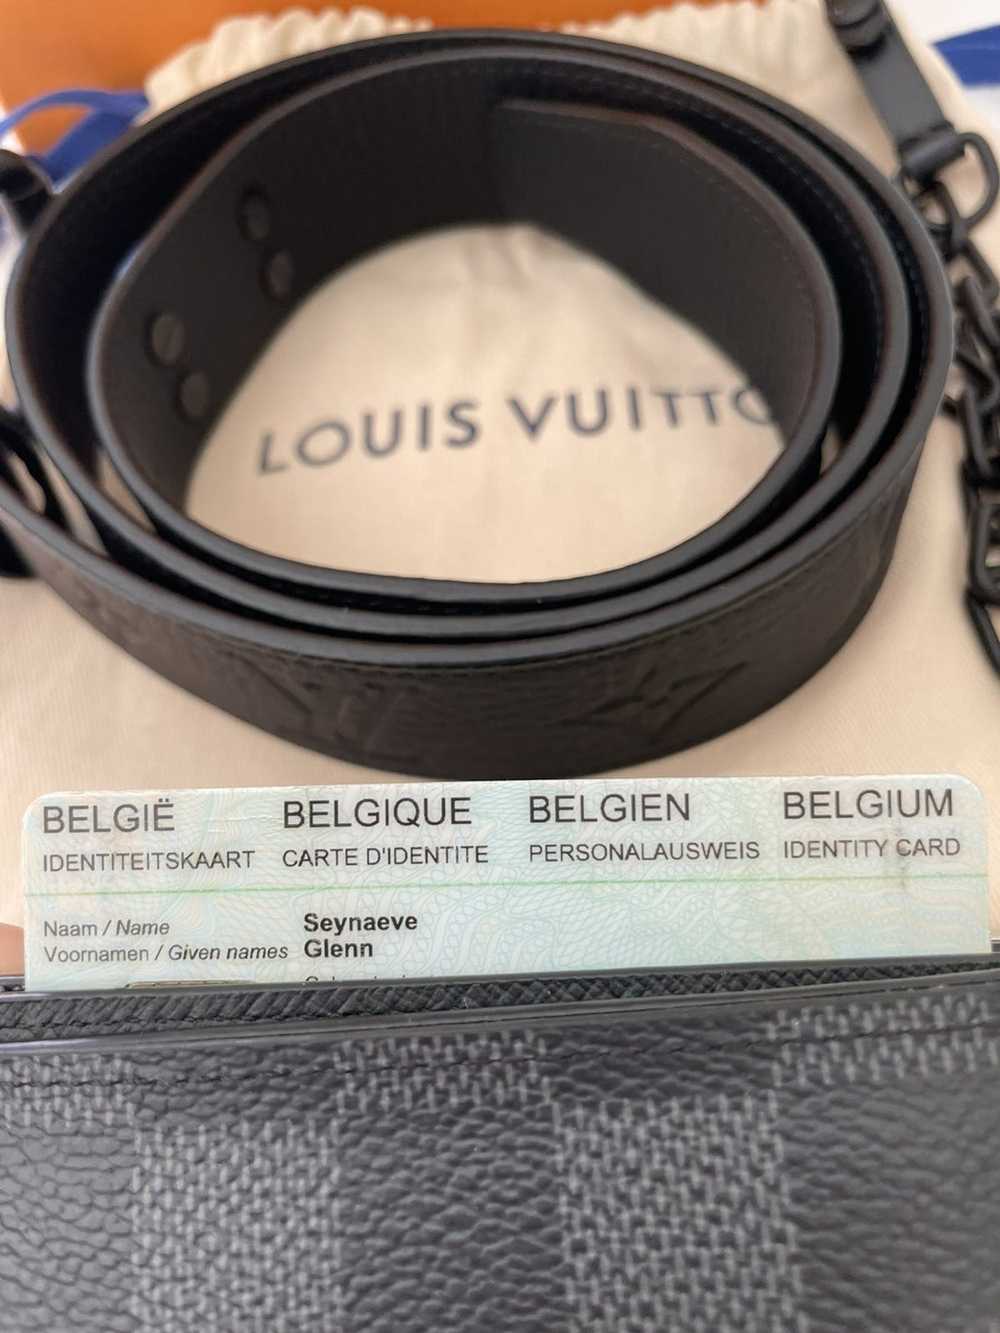 LOUIS VUITTO
BELGIË BELGIQUE BELGIEN BELGIUM
IDENTITEITSKAART CARTE D'IDENTITE PERSONALAUSWEIS IDENTITY CARD
Naam / Name Seynaeve
Voornamen / Given names Glenn